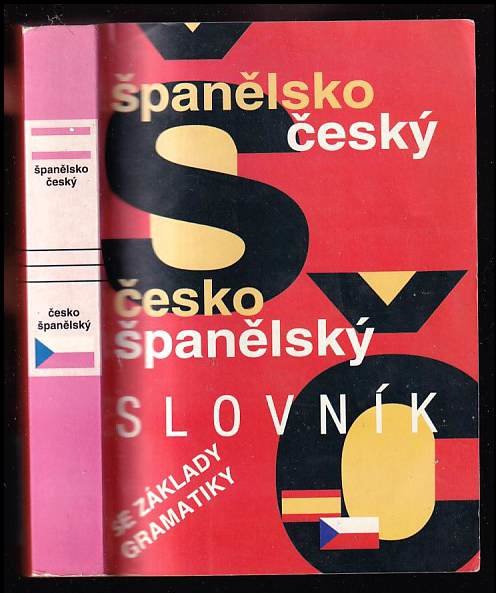 španělsko
český
česko
španělský
španělsko
český
česko
španělský
SLOVNÍK
SE ZÁKLADY
GRAMATIKY
Š
Č